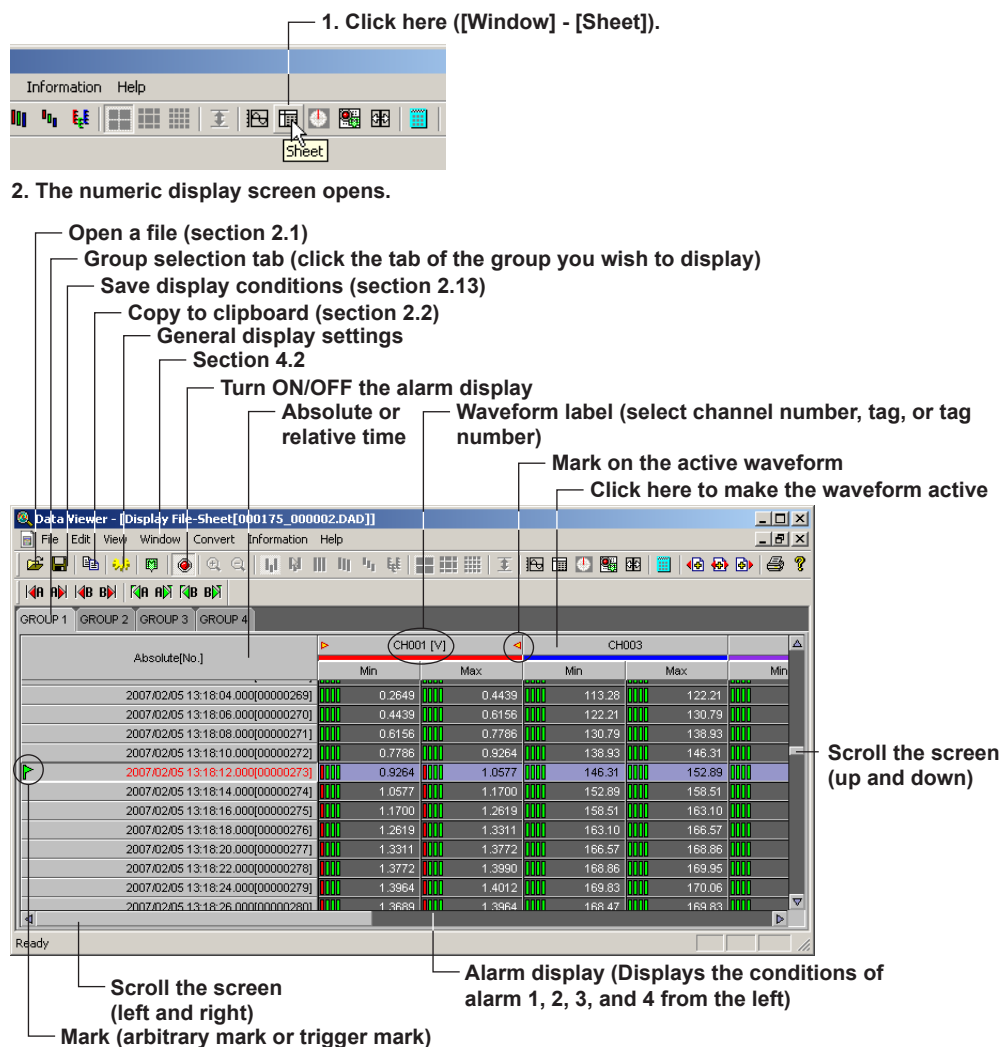 1. Click here ([Window] - [Sheet]).
Information Help
Sheet
2. The numeric display screen opens.
Open a file (section 2.1)
Group selection tab (click the tab of the group you wish to display)
Save display conditions (section 2.13)
Copy to clipboard (section 2.2)
General display settings
Section 4.2
Turn ON/OFF the alarm display
Absolute or
relative time
Waveform label (select channel number, tag, or tag
number)
Mark on the active waveform
Click here to make the waveform active
Data Viewer - [Display File-Sheet[000175_000002.DAD]]
File Edit View Window Convert Information Help
A A B B A A B B
GROUP 1 GROUP 2 GROUP 3 GROUP 4
Absolute[No.] CH001 [V] CH003
Min Max Min Max Min
2007/02/05 13:18:04.000[00000269] 0.2649 0.4439 113.28 122.21
2007/02/05 13:18:06.000[00000270] 0.4439 0.6156 122.21 130.79
2007/02/05 13:18:08.000[00000271] 0.6156 0.7786 130.79 138.93
2007/02/05 13:18:10.000[00000272] 0.7786 0.9264 138.93 146.31
2007/02/05 13:18:12.000[00000273] 0.9264 1.0577 146.31 152.89
2007/02/05 13:18:14.000[00000274] 1.0577 1.1700 152.89 158.51
2007/02/05 13:18:16.000[00000275] 1.1700 1.2619 158.51 163.10
2007/02/05 13:18:18.000[00000276] 1.2619 1.3311 163.10 166.57
2007/02/05 13:18:20.000[00000277] 1.3311 1.3772 166.57 168.86
2007/02/05 13:18:22.000[00000278] 1.3772 1.3990 168.86 169.95
2007/02/05 13:18:24.000[00000279] 1.3964 1.4012 169.83 170.06
2007/02/05 13:18:26.000[00000280] 1.3689 1.3964 168.47 169.83
Ready
Scroll the screen
(up and down)
Alarm display (Displays the conditions of
alarm 1, 2, 3, and 4 from the left)
Scroll the screen
(left and right)
Mark (arbitrary mark or trigger mark)